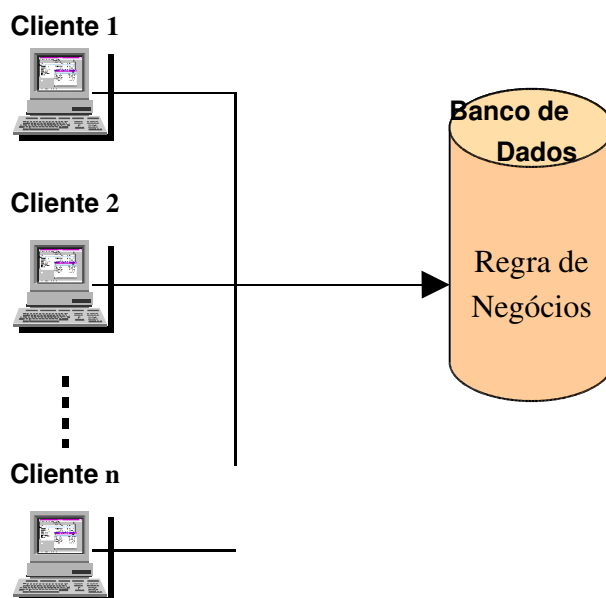 Cliente 1
Banco de
Dados
Cliente 2
Regra de
Negócios
Cliente n